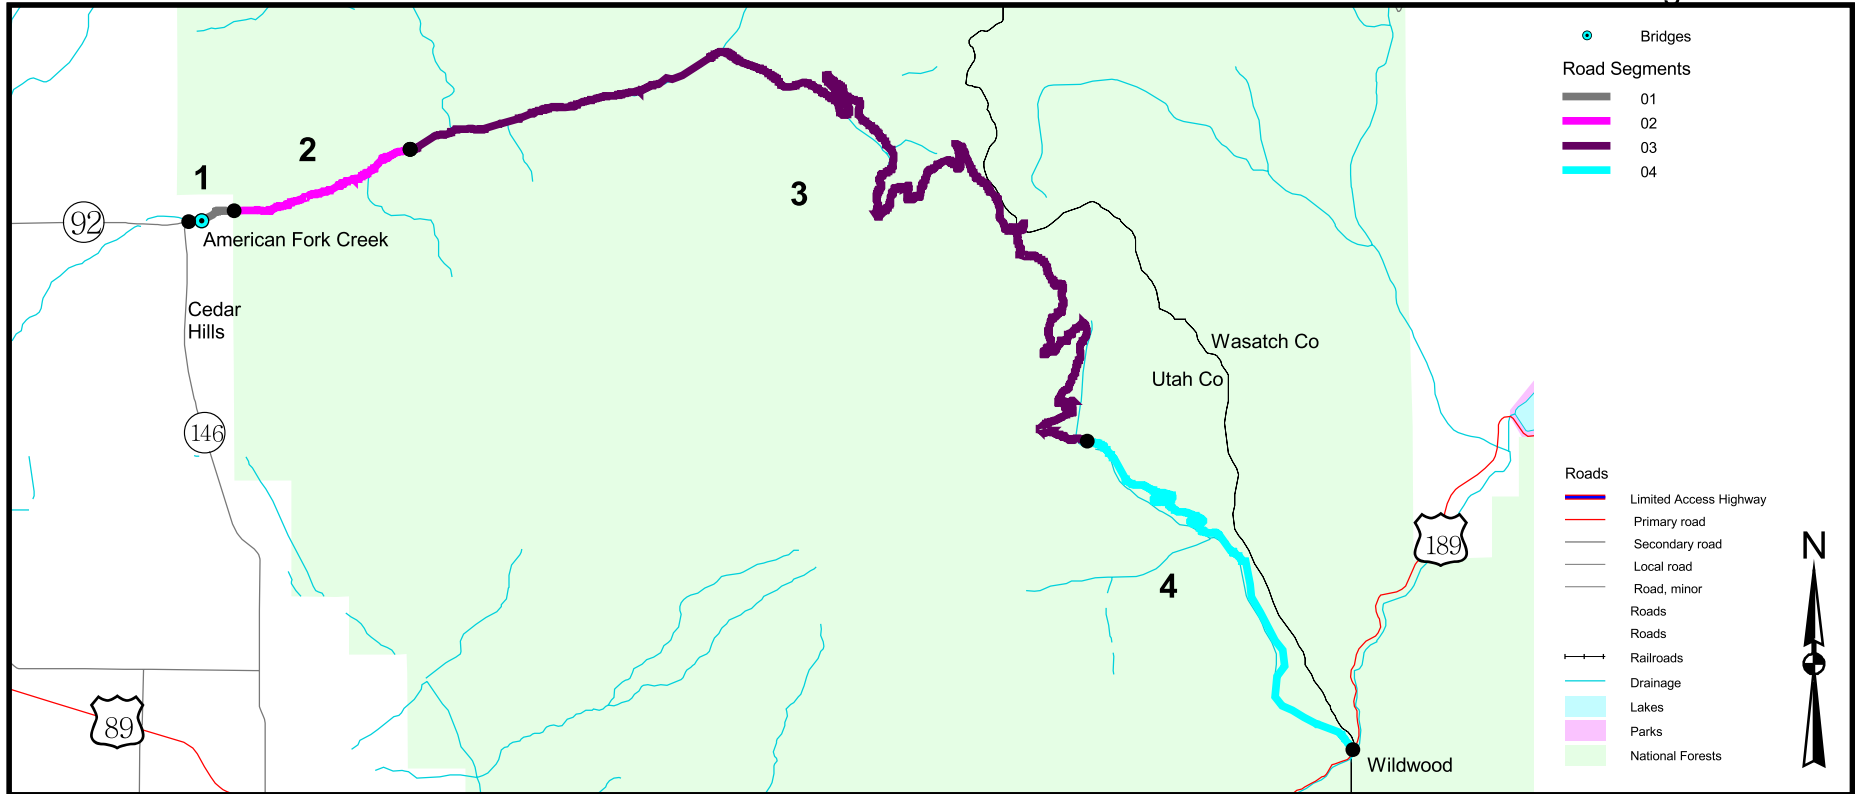 Bridges
Road Segments
01
02
03
04
1
2
3
4
92
American Fork Creek
Cedar
Hills
146
Wasatch Co
Utah Co
189
89
Wildwood
Roads
Limited Access Highway
Primary road
Secondary road
Local road
Road, minor
Roads
Roads
Railroads
Drainage
Lakes
Parks
National Forests
N